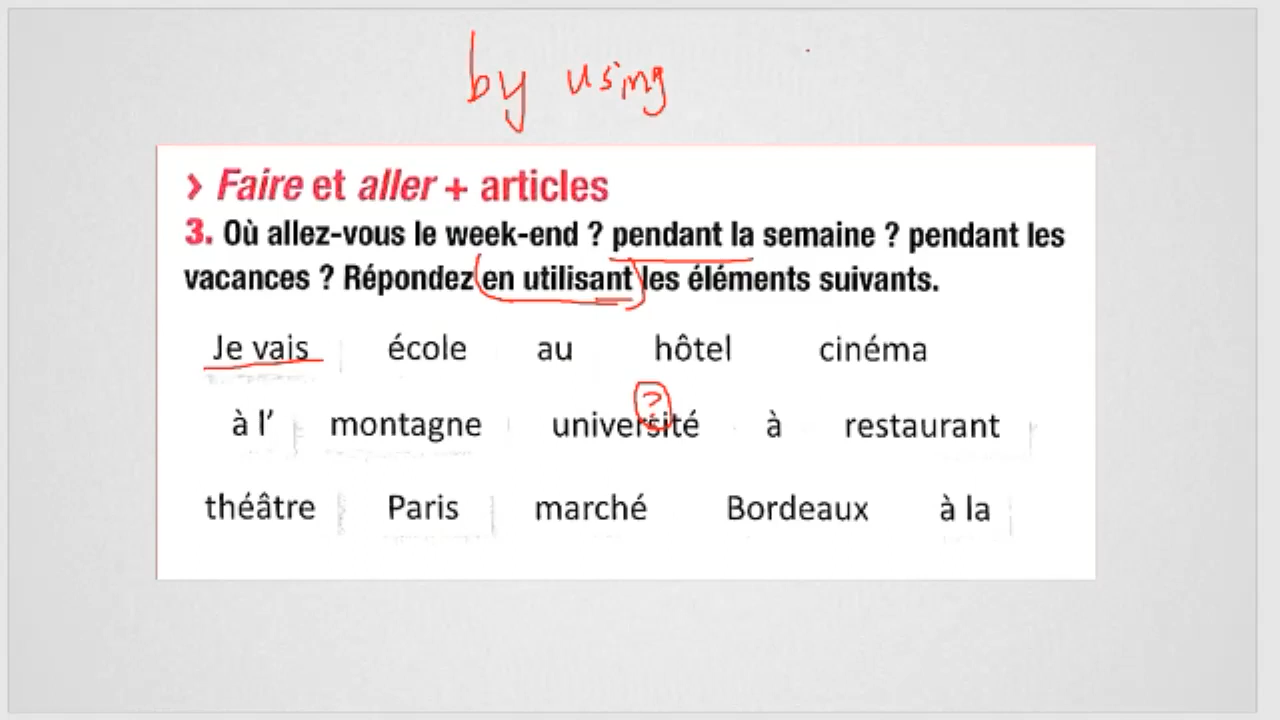 by using
› Faire et aller + articles
3. Où allez-vous le week-end ? pendant la semaine ? pendant les
vacances ? Répondez en utilisant les éléments suivants.
Je vais école au hôtel cinéma
?
à l’ montagne université à restaurant
théâtre Paris marché Bordeaux à la